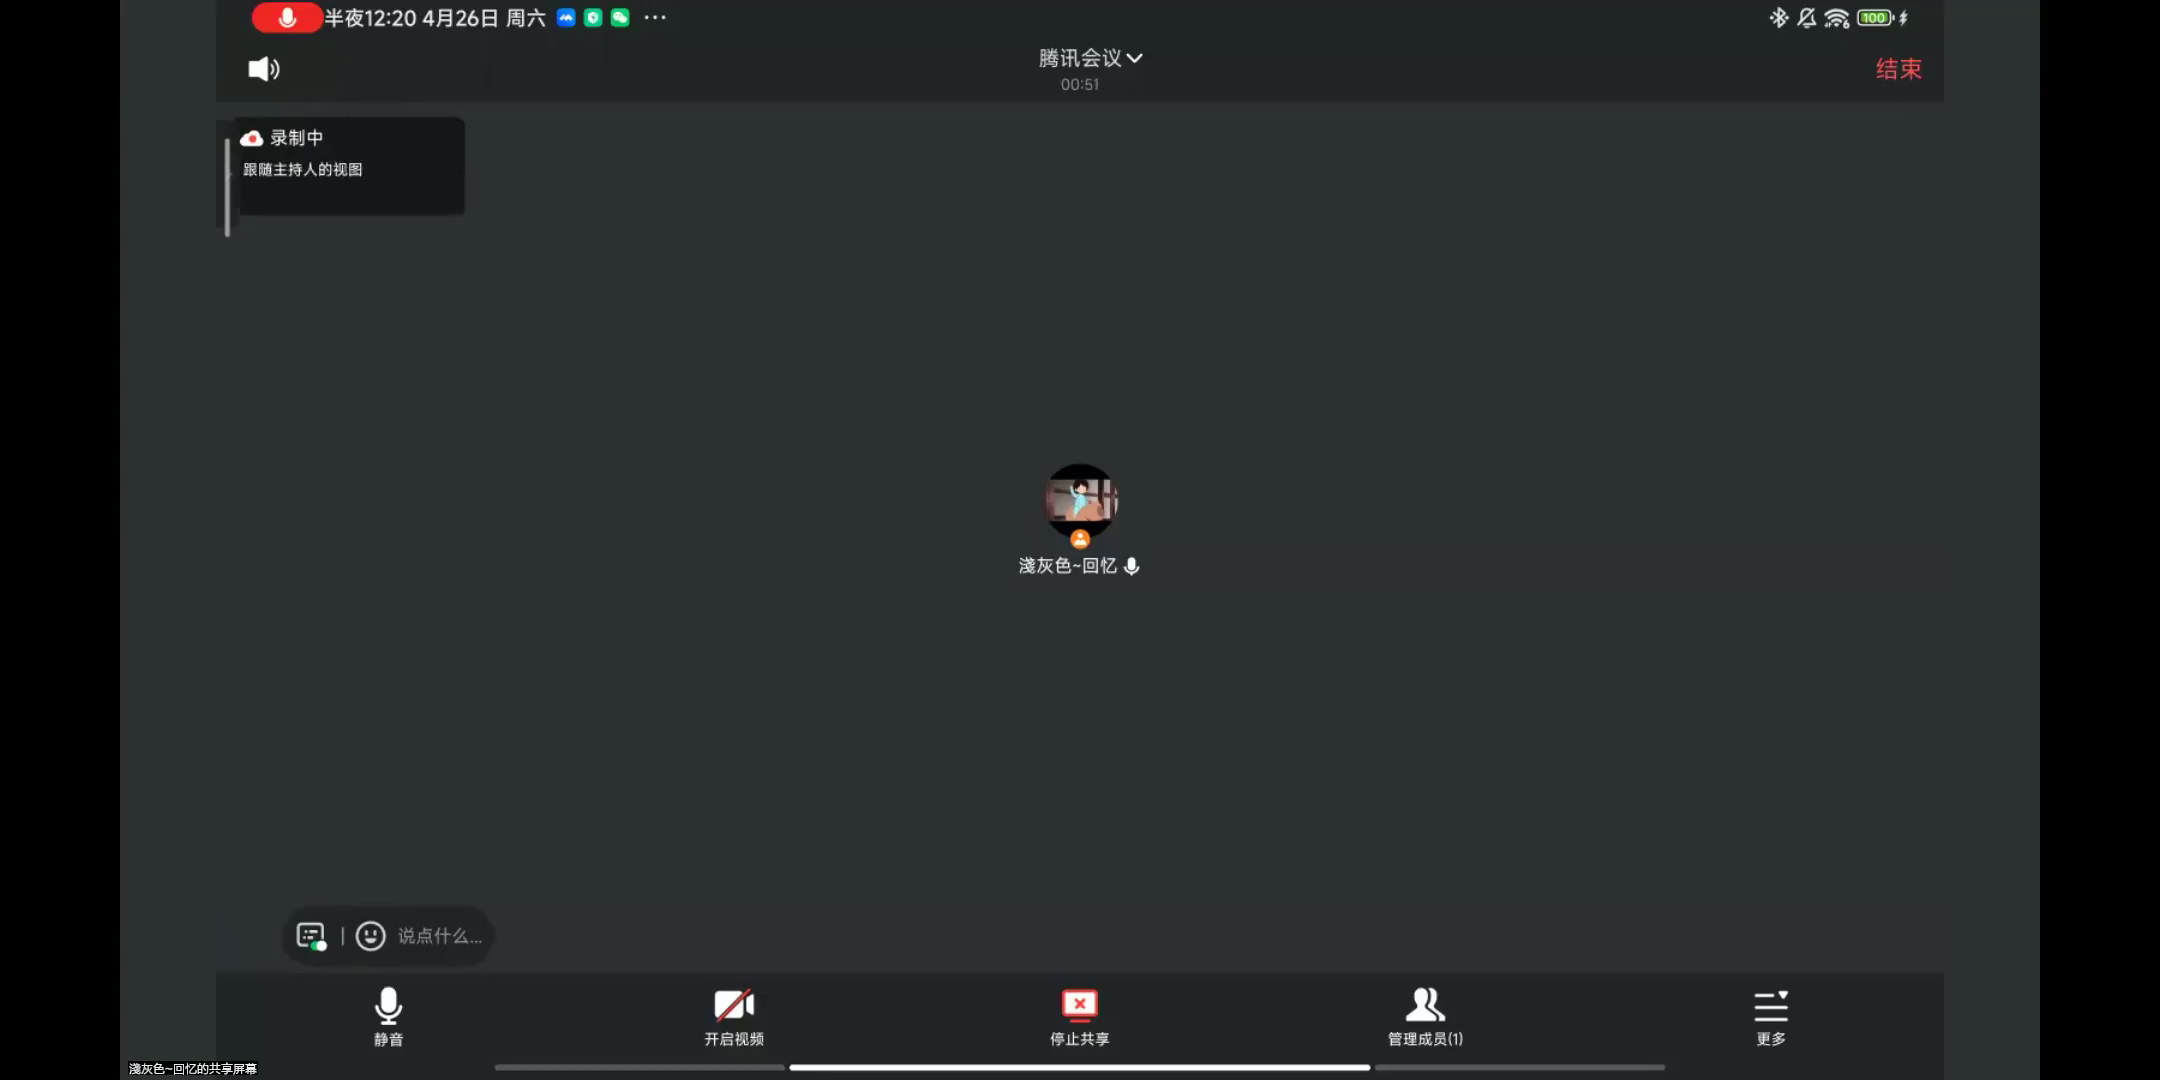 半夜12:20 4月26日 周六 ··· 100
腾讯会议
00:51
结束
录制中
跟随主持人的视图
淺灰色~回忆
说点什么...
静音
开启视频
停止共享
管理成员(1)
更多
淺灰色~回忆的共享屏幕